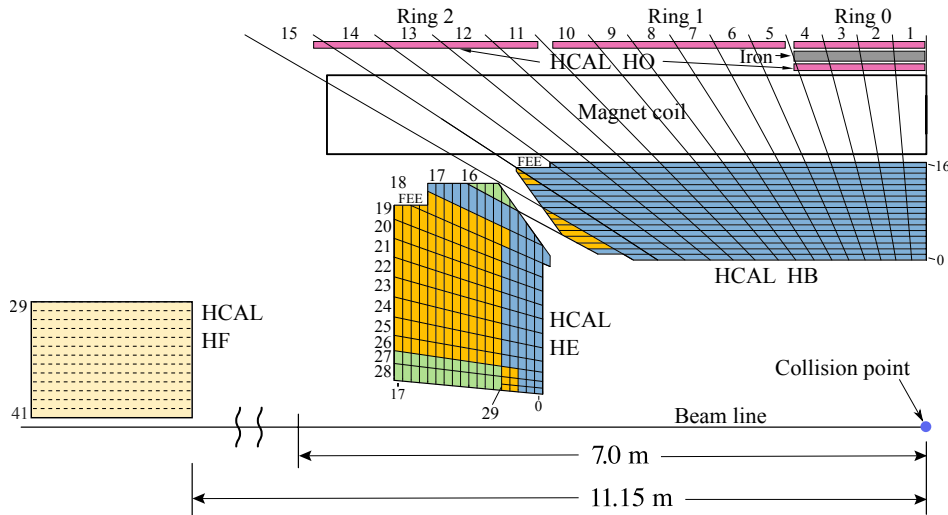 Ring 2 Ring 1 Ring 0
15 14 13 12 11 10 9 8 7 6 5 4 3 2 1
HCAL HO Iron
Magnet coil
FEE 16
18 17 16
FEE
19
20
21
22
23
24
25
26
27
28
17 29 0
HCAL HB 0
HCAL
HE
29 HCAL
HF
41
Collision point
Beam line
7.0 m
11.15 m